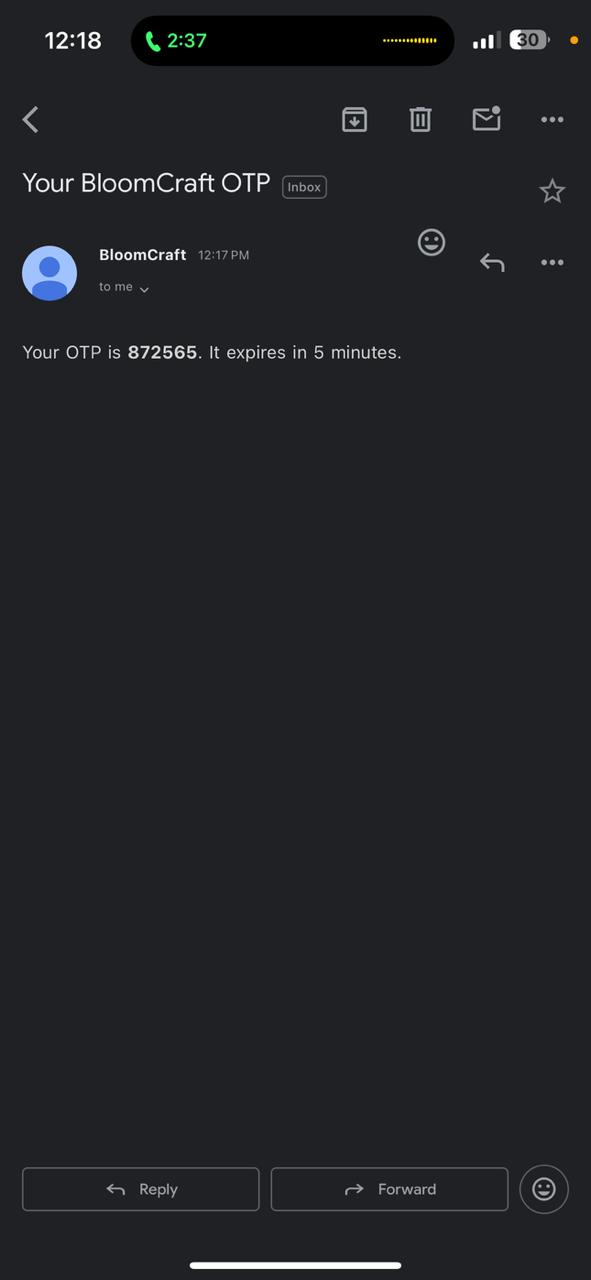 12:18 2:37 30
Your BloomCraft OTP Inbox
BloomCraft 12:17 PM
to me
Your OTP is 872565. It expires in 5 minutes.
Reply Forward